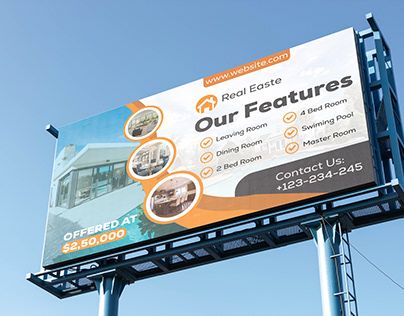 www.website.com
Real Easte
Our Features
Leaving Room
Dining Room
2 Bed Room
4 Bed Room
Swiming Pool
Master Room
Contact Us:
+123-234-245
OFFERED AT
$2,50,000